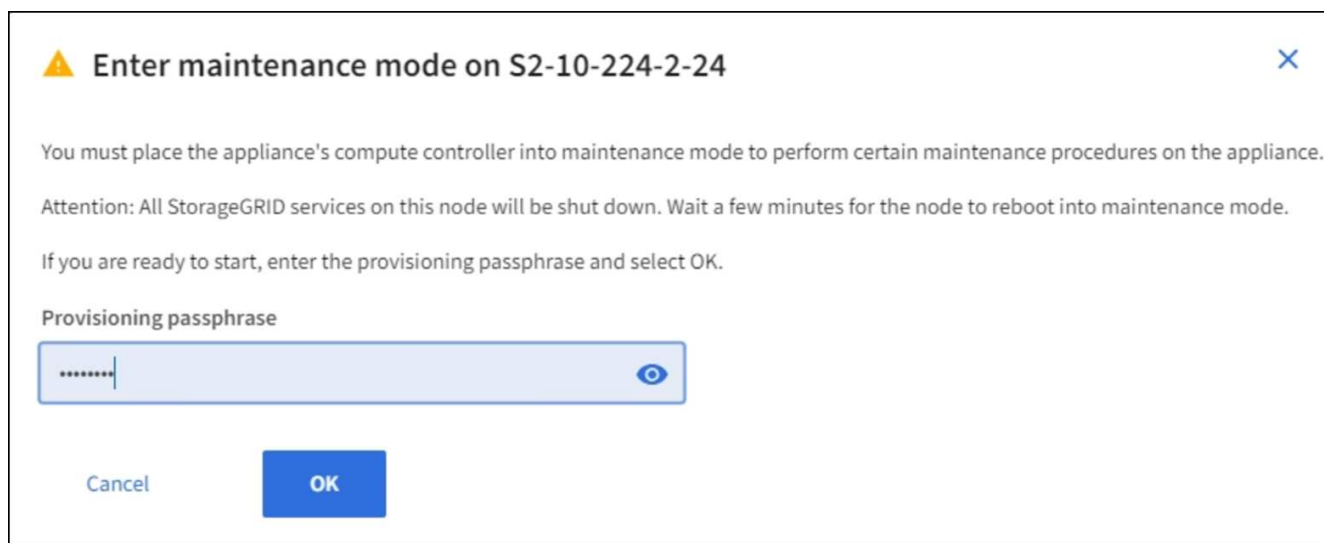 Enter maintenance mode on S2-10-224-2-24
You must place the appliance's compute controller into maintenance mode to perform certain maintenance procedures on the appliance.
Attention: All StorageGRID services on this node will be shut down. Wait a few minutes for the node to reboot into maintenance mode.
If you are ready to start, enter the provisioning passphrase and select OK.
Provisioning passphrase
••••••••
Cancel OK